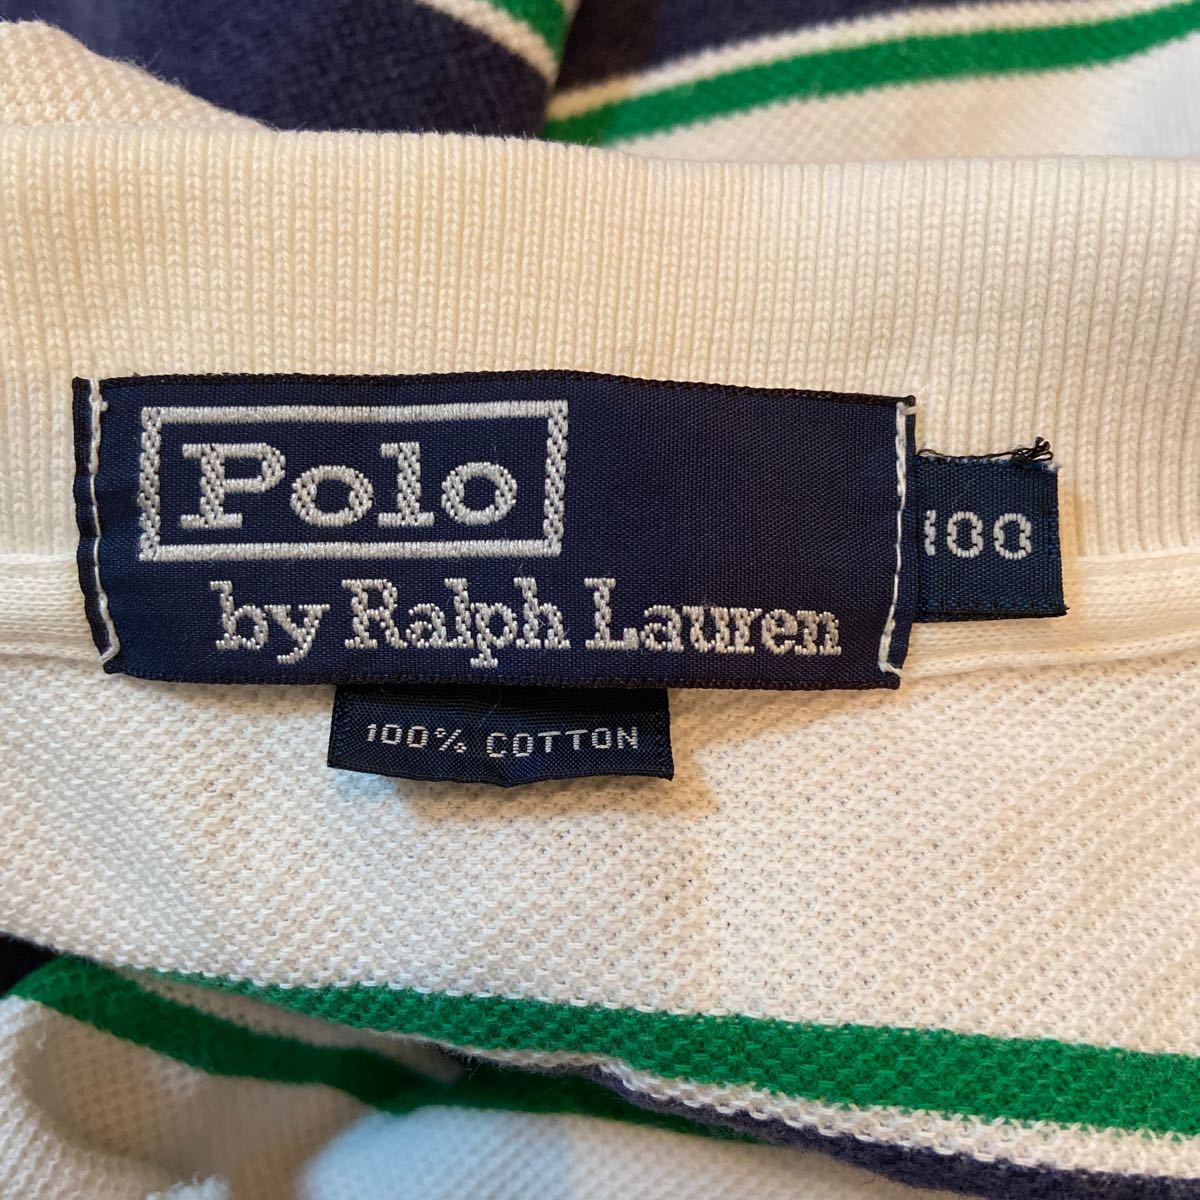 Polo
by Ralph Lauren
100
100% COTTON